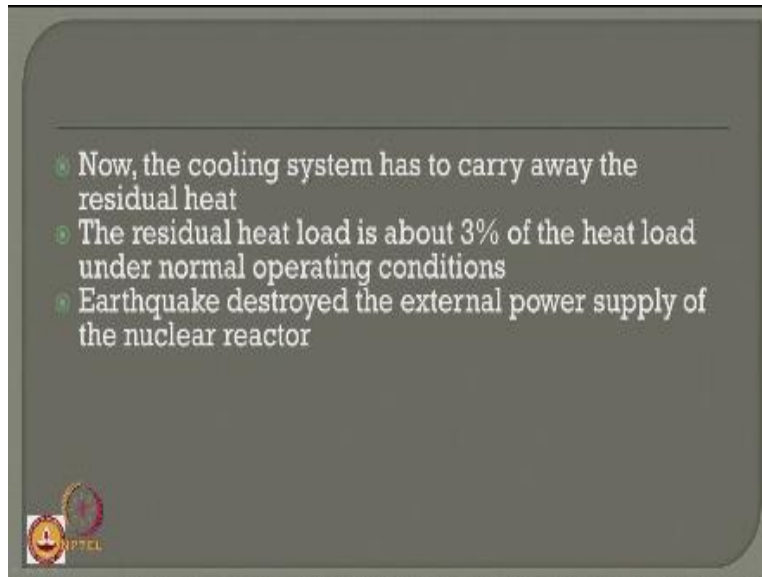 Now, the cooling system has to carry away the
residual heat
The residual heat load is about 3% of the heat load
under normal operating conditions
Earthquake destroyed the external power supply of
the nuclear reactor
NPTEL